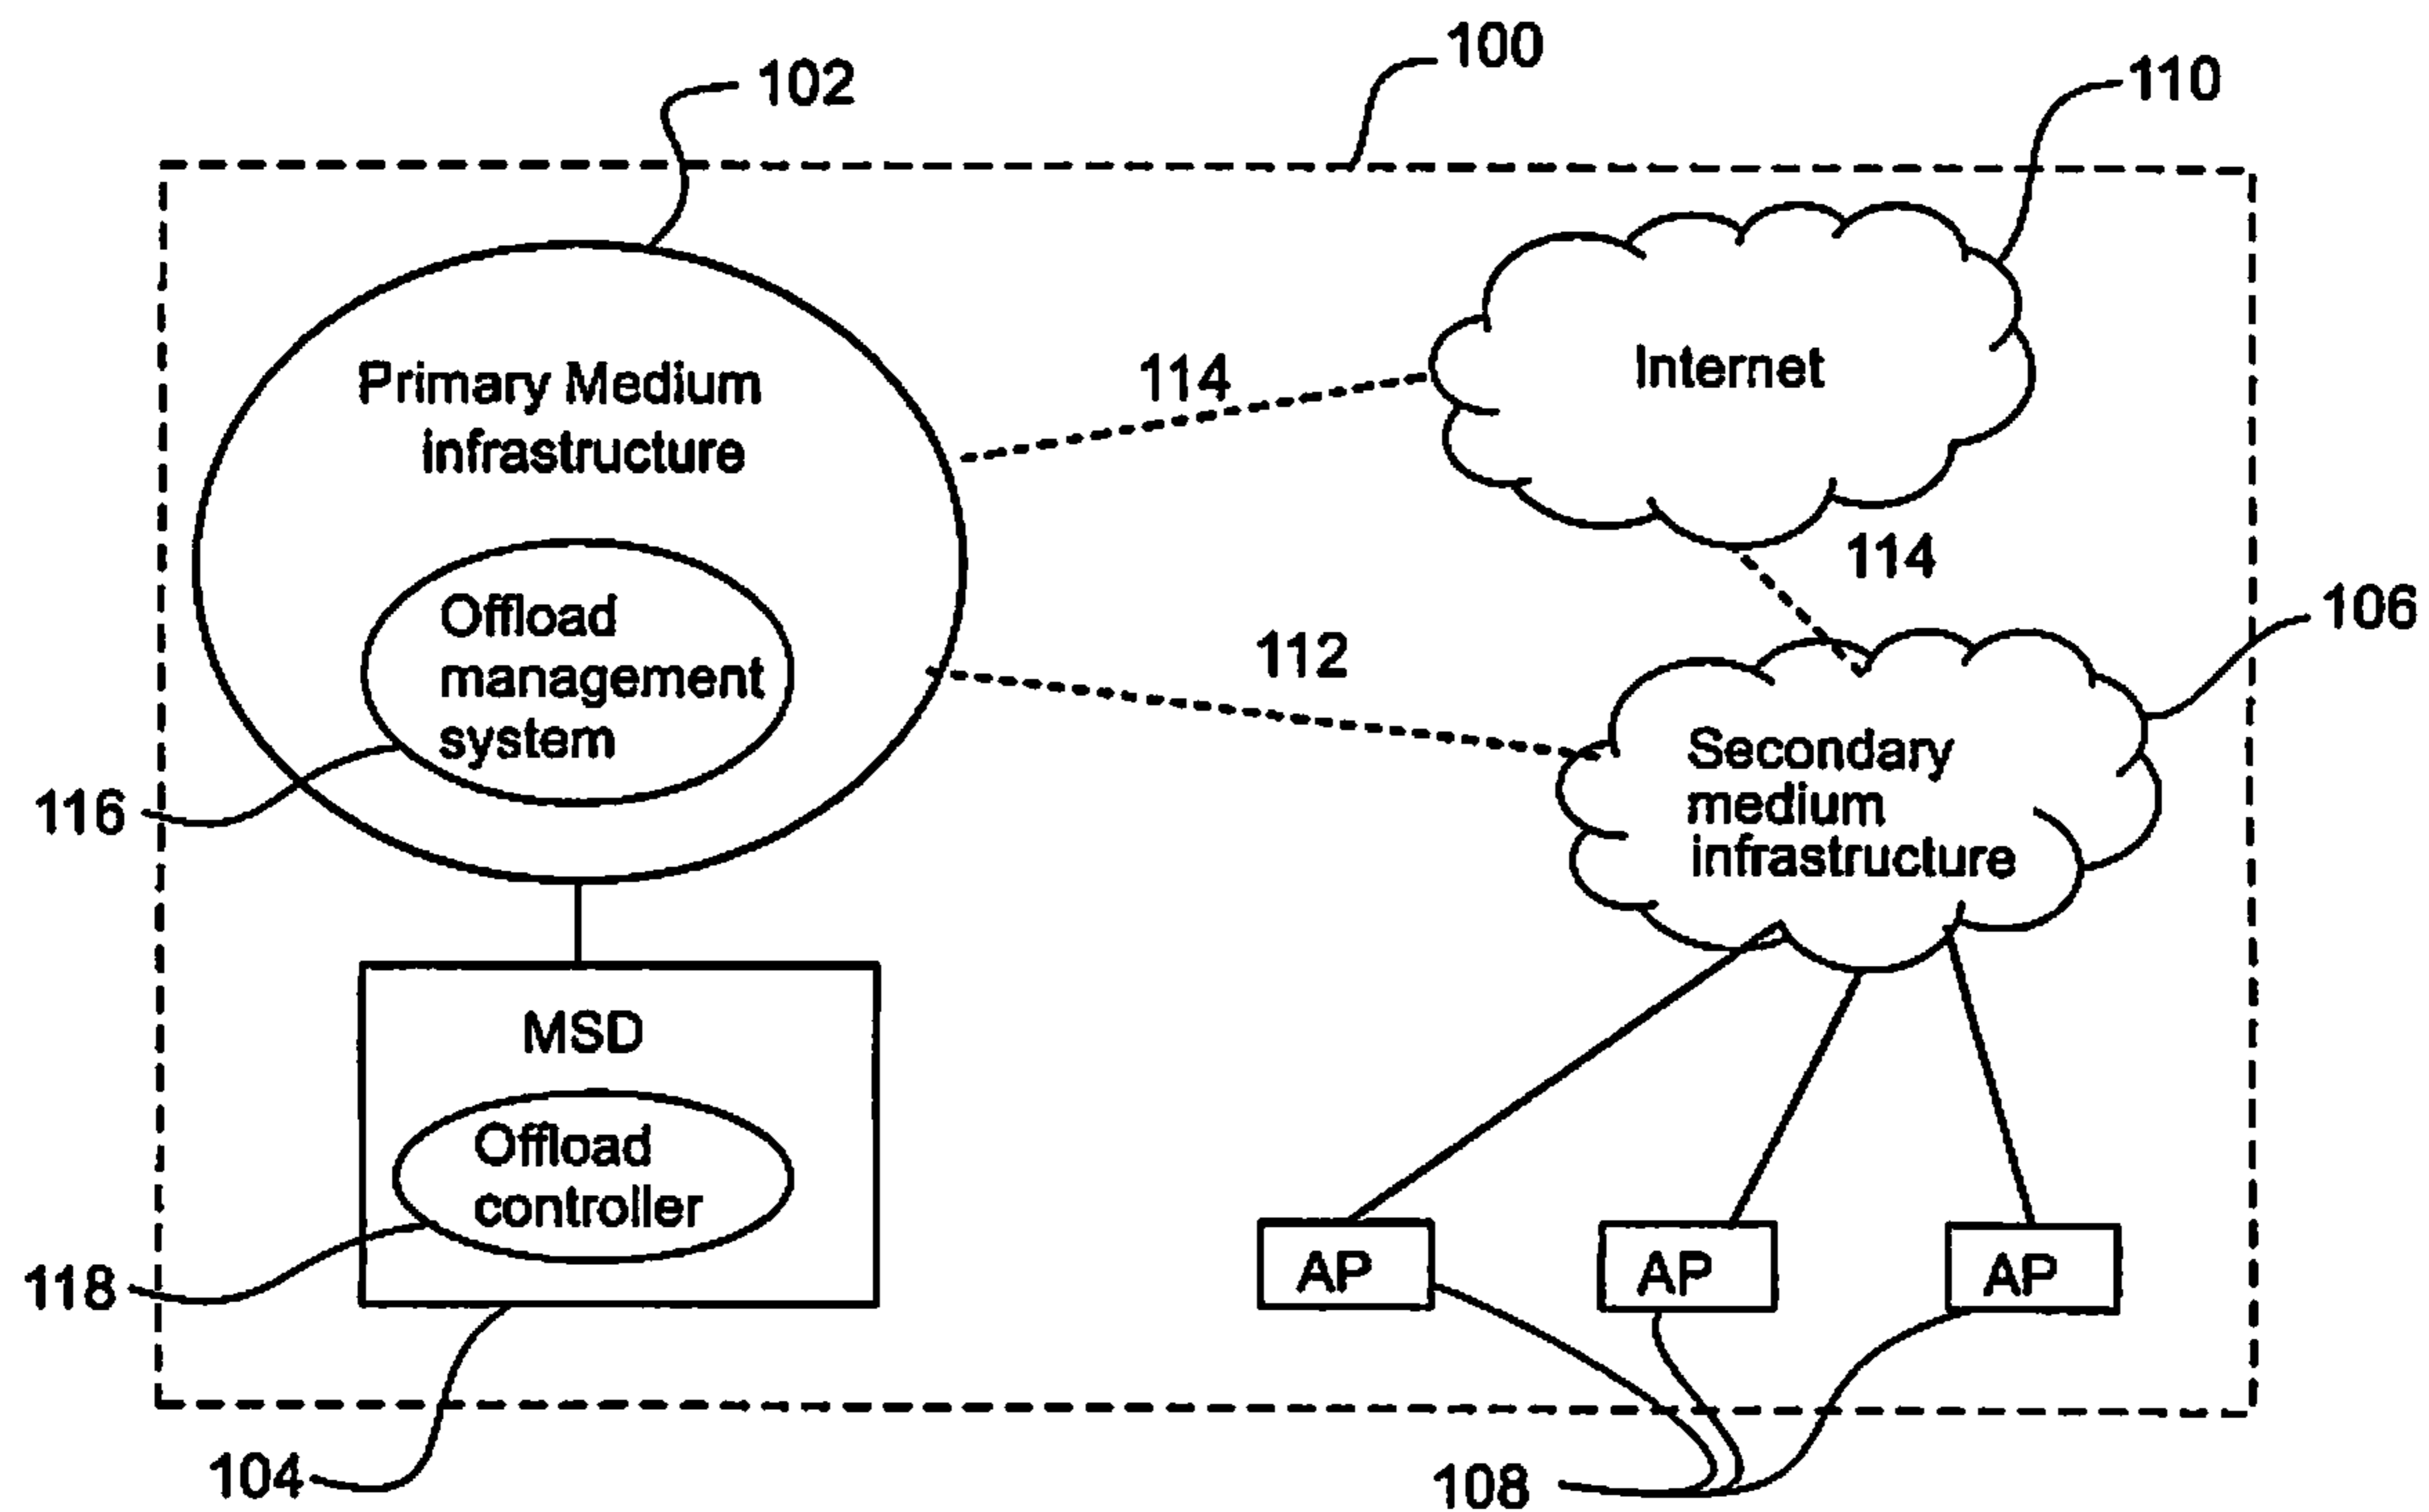 100
102
110
Primary Medium
infrastructure
114
Internet
114
Offload
management
system
112
106
Secondary
medium
infrastructure
116
MSD
Offload
controller
118
AP
AP
AP
104
108